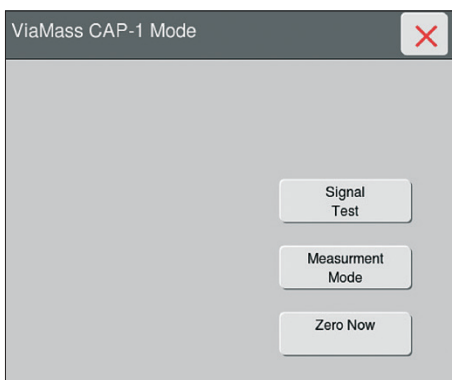 ViaMass CAP-1 Mode
Signal
Test
Measurment
Mode
Zero Now